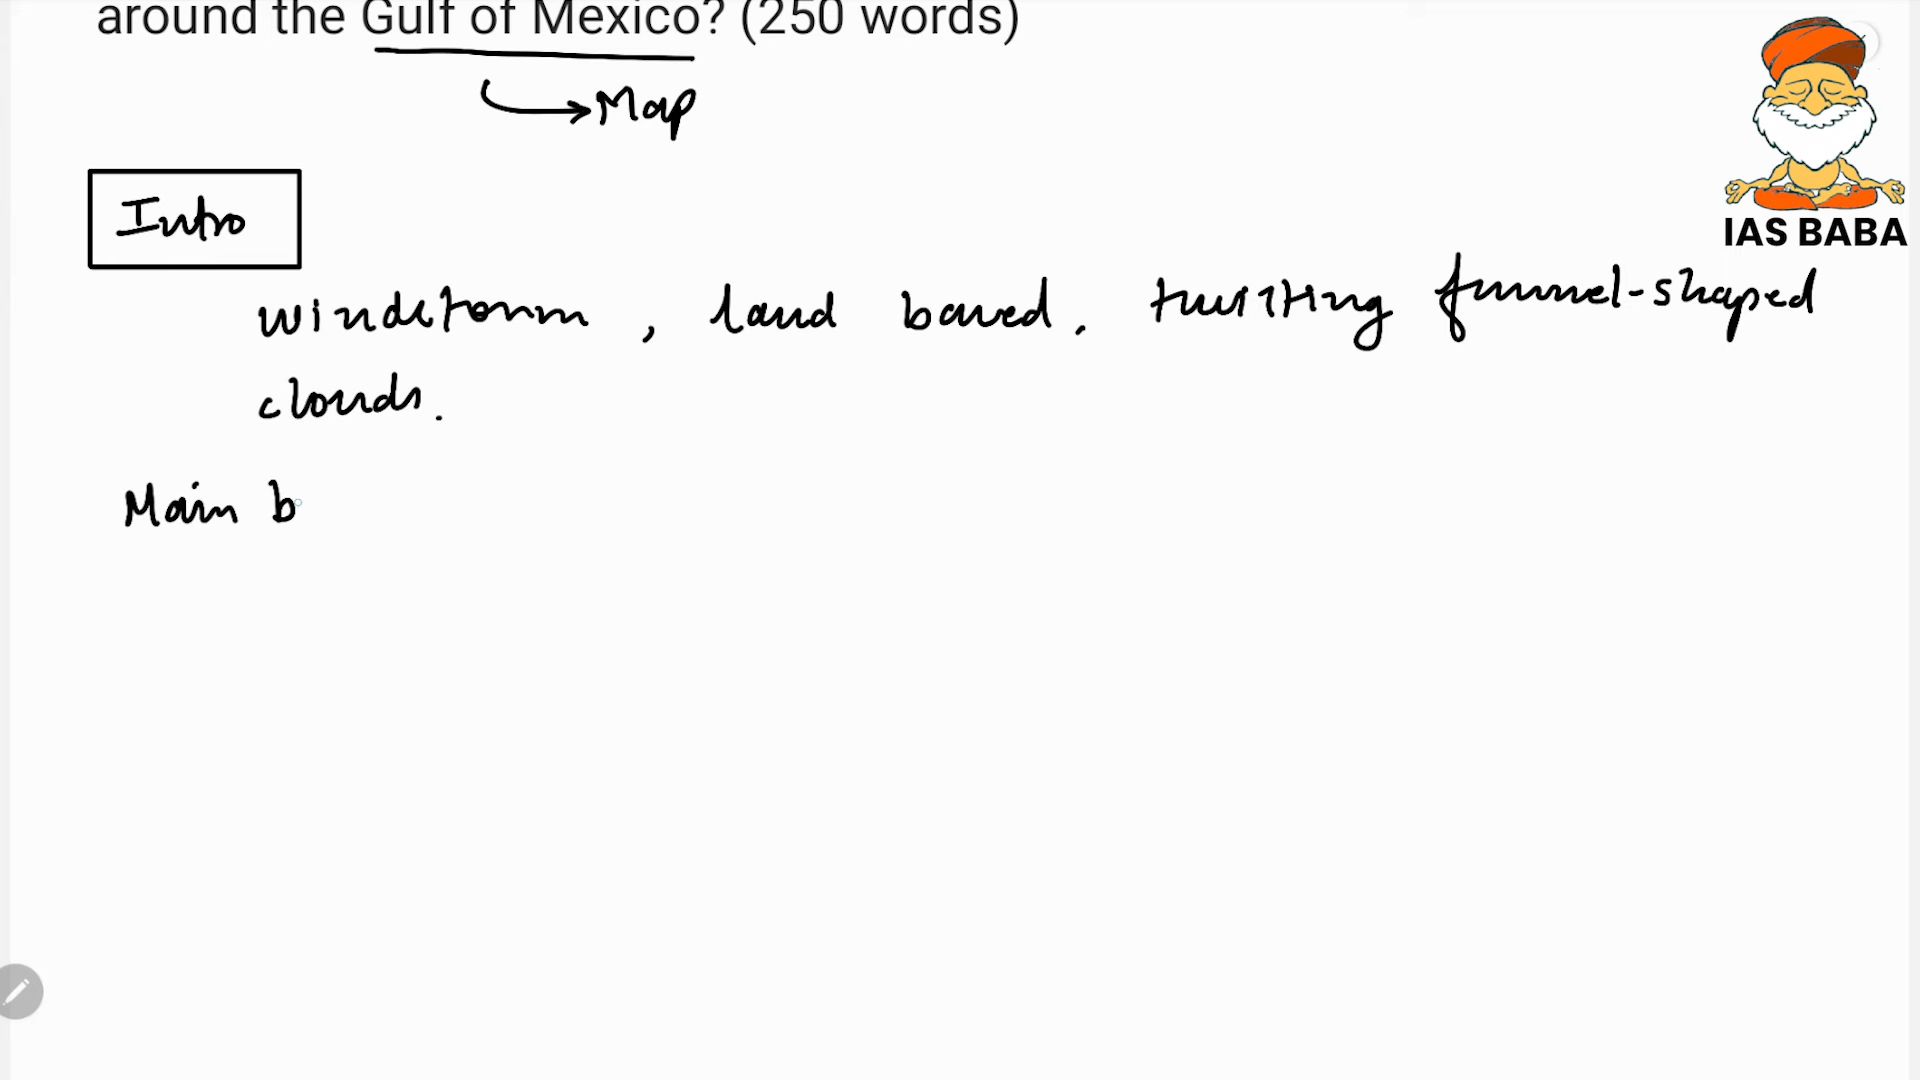 around the Gulf of Mexico? (250 words)
Map
IAS BABA
Intro
windstorm, land based. twisting funnel-shaped
clouds.
Main b